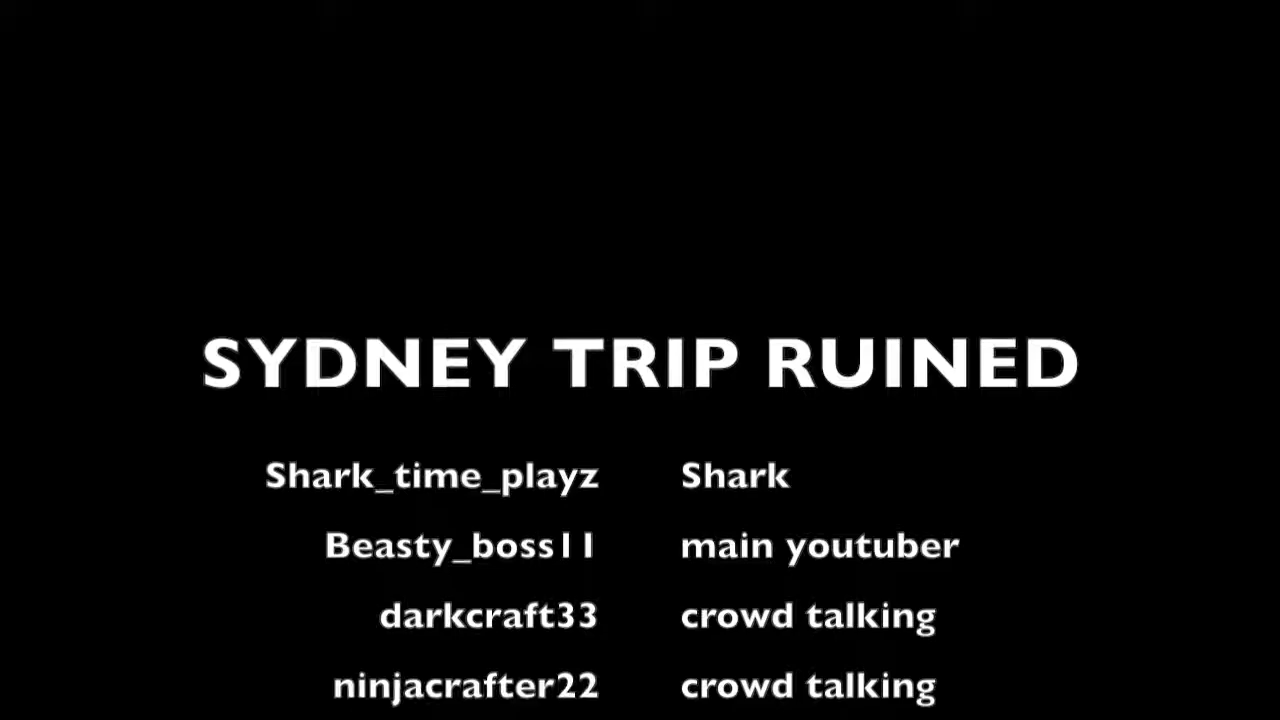 SYDNEY TRIP RUINED
Shark_time_playz Shark
Beasty_boss11 main youtuber
darkcraft33 crowd talking
ninjacrafter22 crowd talking